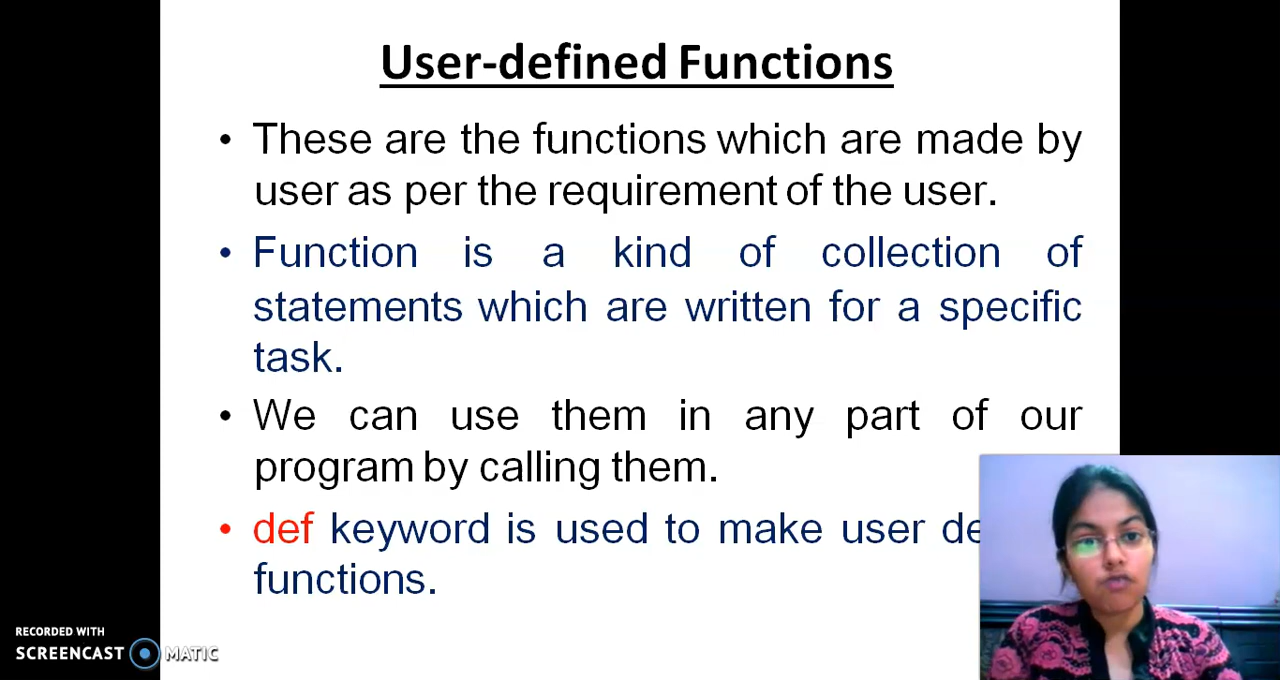 User-defined Functions
• These are the functions which are made by
user as per the requirement of the user.
• Function is a kind of collection of
statements which are written for a specific
task.
• We can use them in any part of our
program by calling them.
• def keyword is used to make user de
functions.
RECORDED WITH
SCREENCAST MATIC